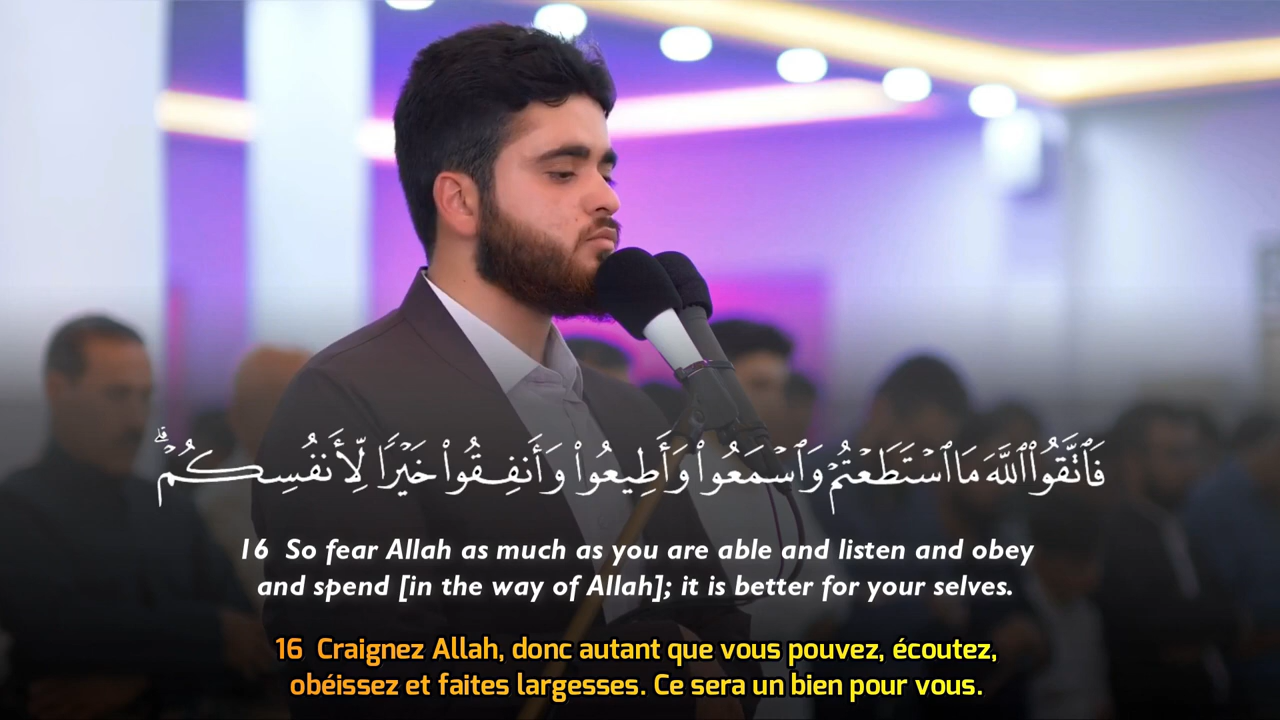 فَٱتَّقُوا۟ ٱللَّهَ مَا ٱسْتَطَعْتُمْ وَٱسْمَعُوا۟ وَأَطِيعُوا۟ وَأَنفِقُوا۟ خَيْرًا لِّأَنفُسِكُمْ ۗ
16 So fear Allah as much as you are able and listen and obey
and spend [in the way of Allah]; it is better for your selves.
16 Craignez Allah, donc autant que vous pouvez, écoutez,
obéissez et faites largesses. Ce sera un bien pour vous.